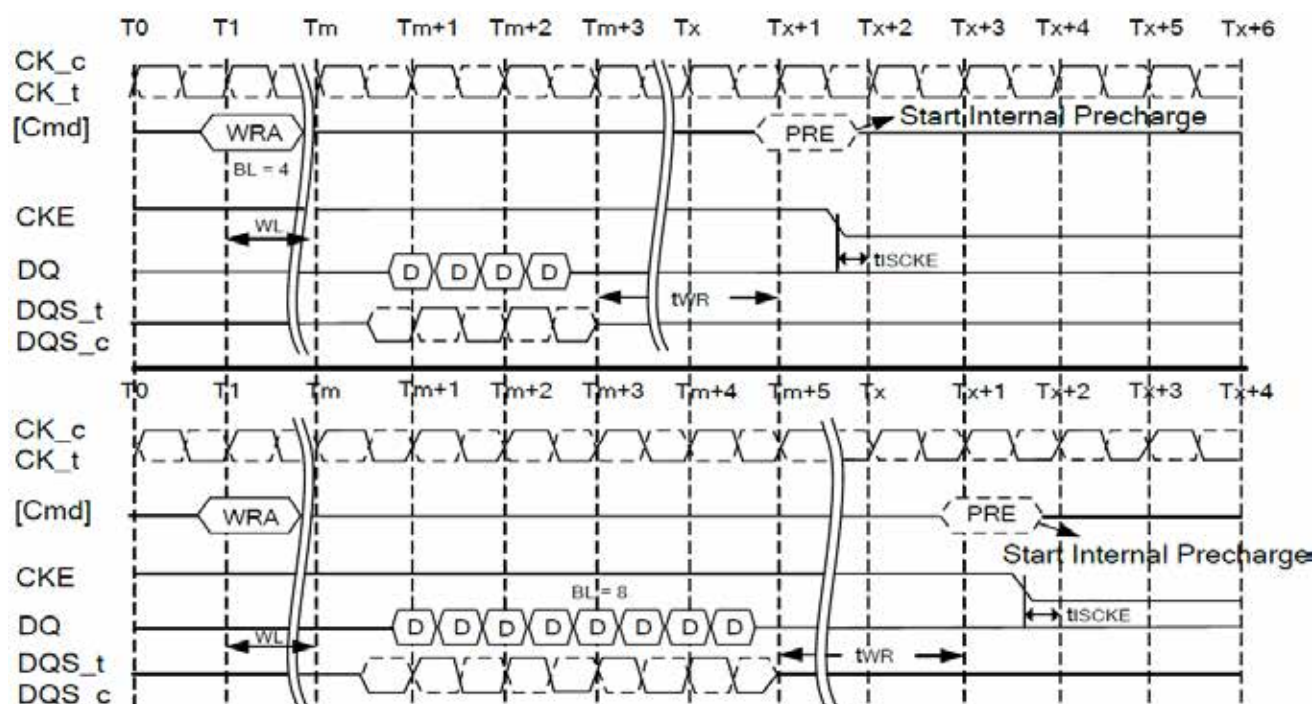 T0 T1 Tm Tm+1 Tm+2 Tm+3 Tx Tx+1 Tx+2 Tx+3 Tx+4 Tx+5 Tx+6
CK_c
CK_t
[Cmd] WRA PRE Start Internal Precharge
BL = 4
CKE
WL
DQ D D D D tISCKE
DQS_t tWR
DQS_c
T0 T1 Tm Tm+1 Tm+2 Tm+3 Tm+4 Tm+5 Tx Tx+1 Tx+2 Tx+3 Tx+4
CK_c
CK_t
[Cmd] WRA PRE
Start Internal Precharge
CKE
BL = 8
DQ D D D D D D D D tISCKE
WL
DQS_t tWR
DQS_c